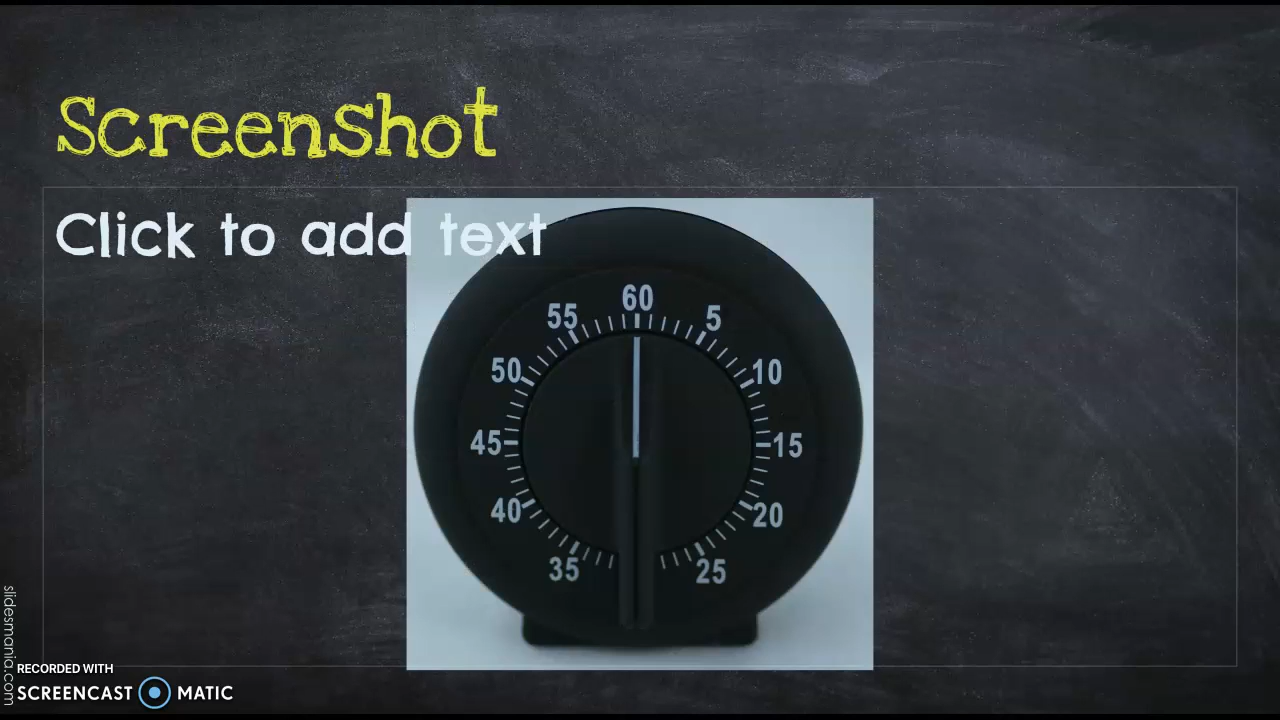 Screenshot
Click to add text
60
55
5
50
10
45
15
40
20
35
25
slidesmania.com
RECORDED WITH
SCREENCAST MATIC